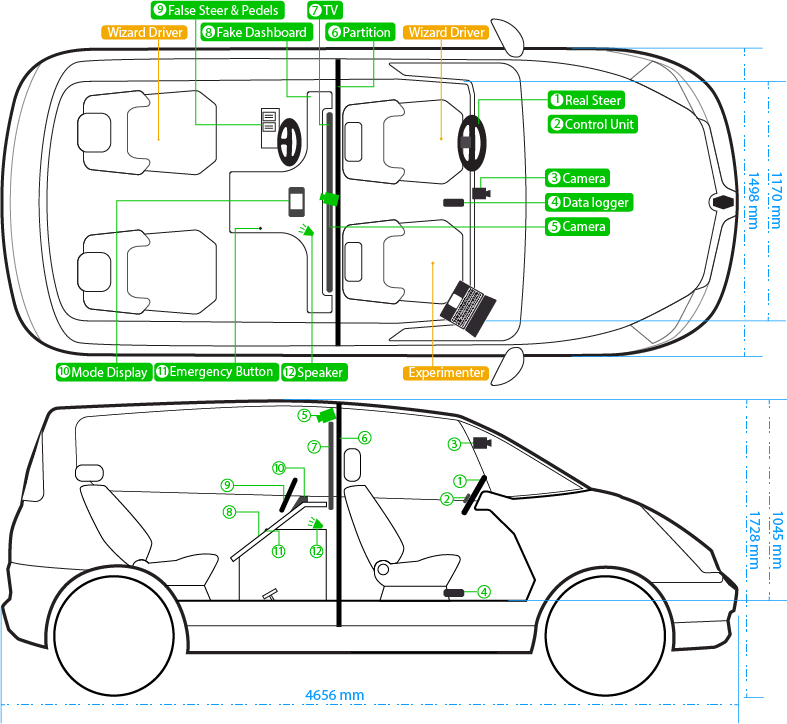 ⑨ False Steer & Pedels
⑦ TV
Wizard Driver
⑧ Fake Dashboard
⑥ Partition
Wizard Driver
① Real Steer
② Control Unit
③ Camera
④ Data logger
⑤ Camera
1170 mm
1498 mm
⑩ Mode Display
⑪ Emergency Button
⑫ Speaker
Experimenter
⑤
⑥
③
⑦
⑩
⑨
①
②
⑧
⑪
⑫
④
1045 mm
1728 mm
4656 mm